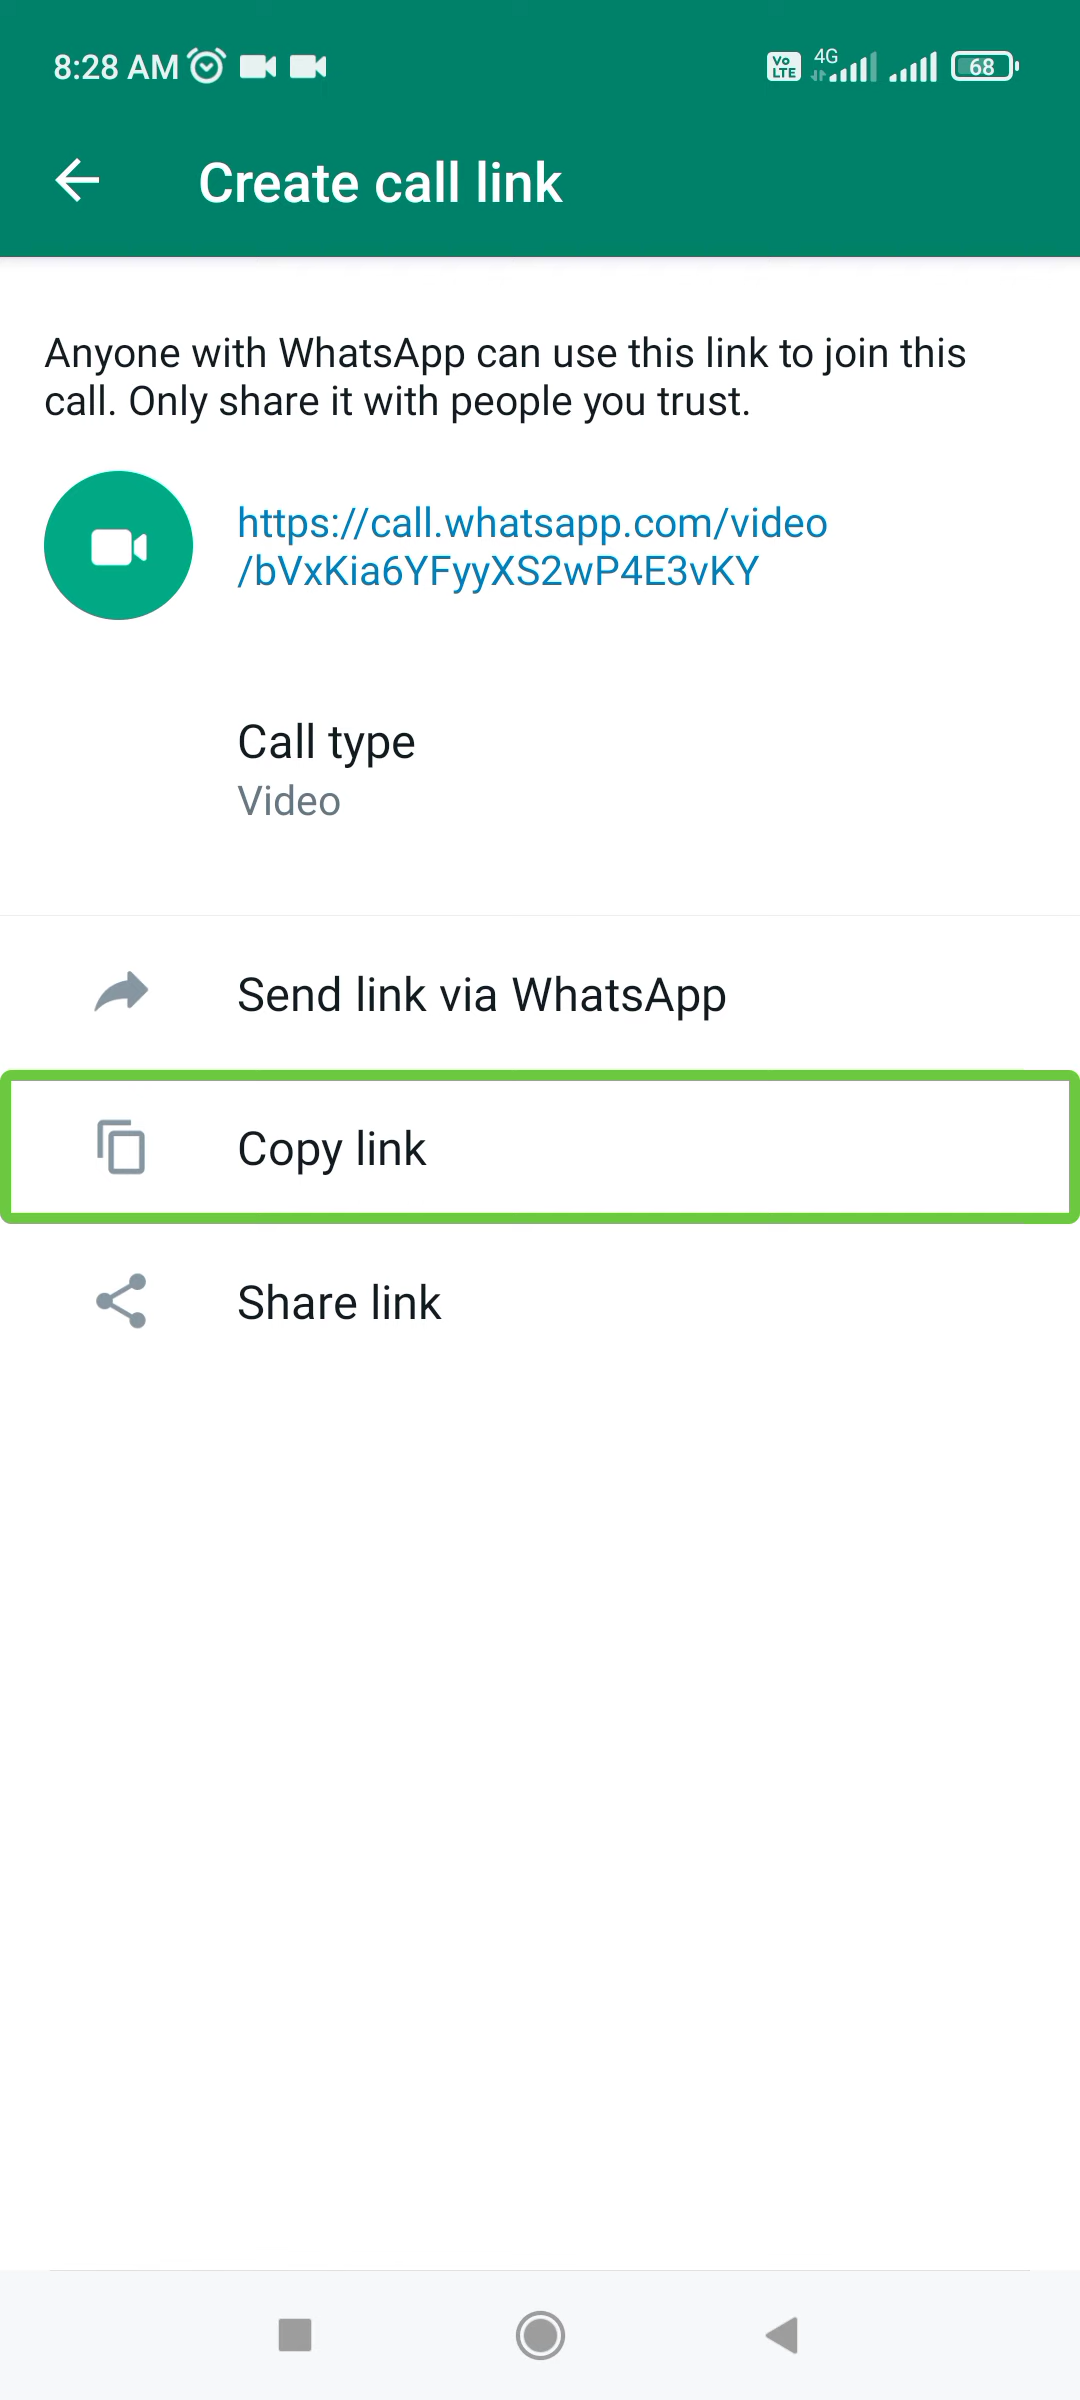 8:28 AM
Vo LTE 4G 68
Create call link
Anyone with WhatsApp can use this link to join this
call. Only share it with people you trust.
https://call.whatsapp.com/video
/bVxKia6YFyyXS2wP4E3vKY
Call type
Video
Send link via WhatsApp
Copy link
Share link